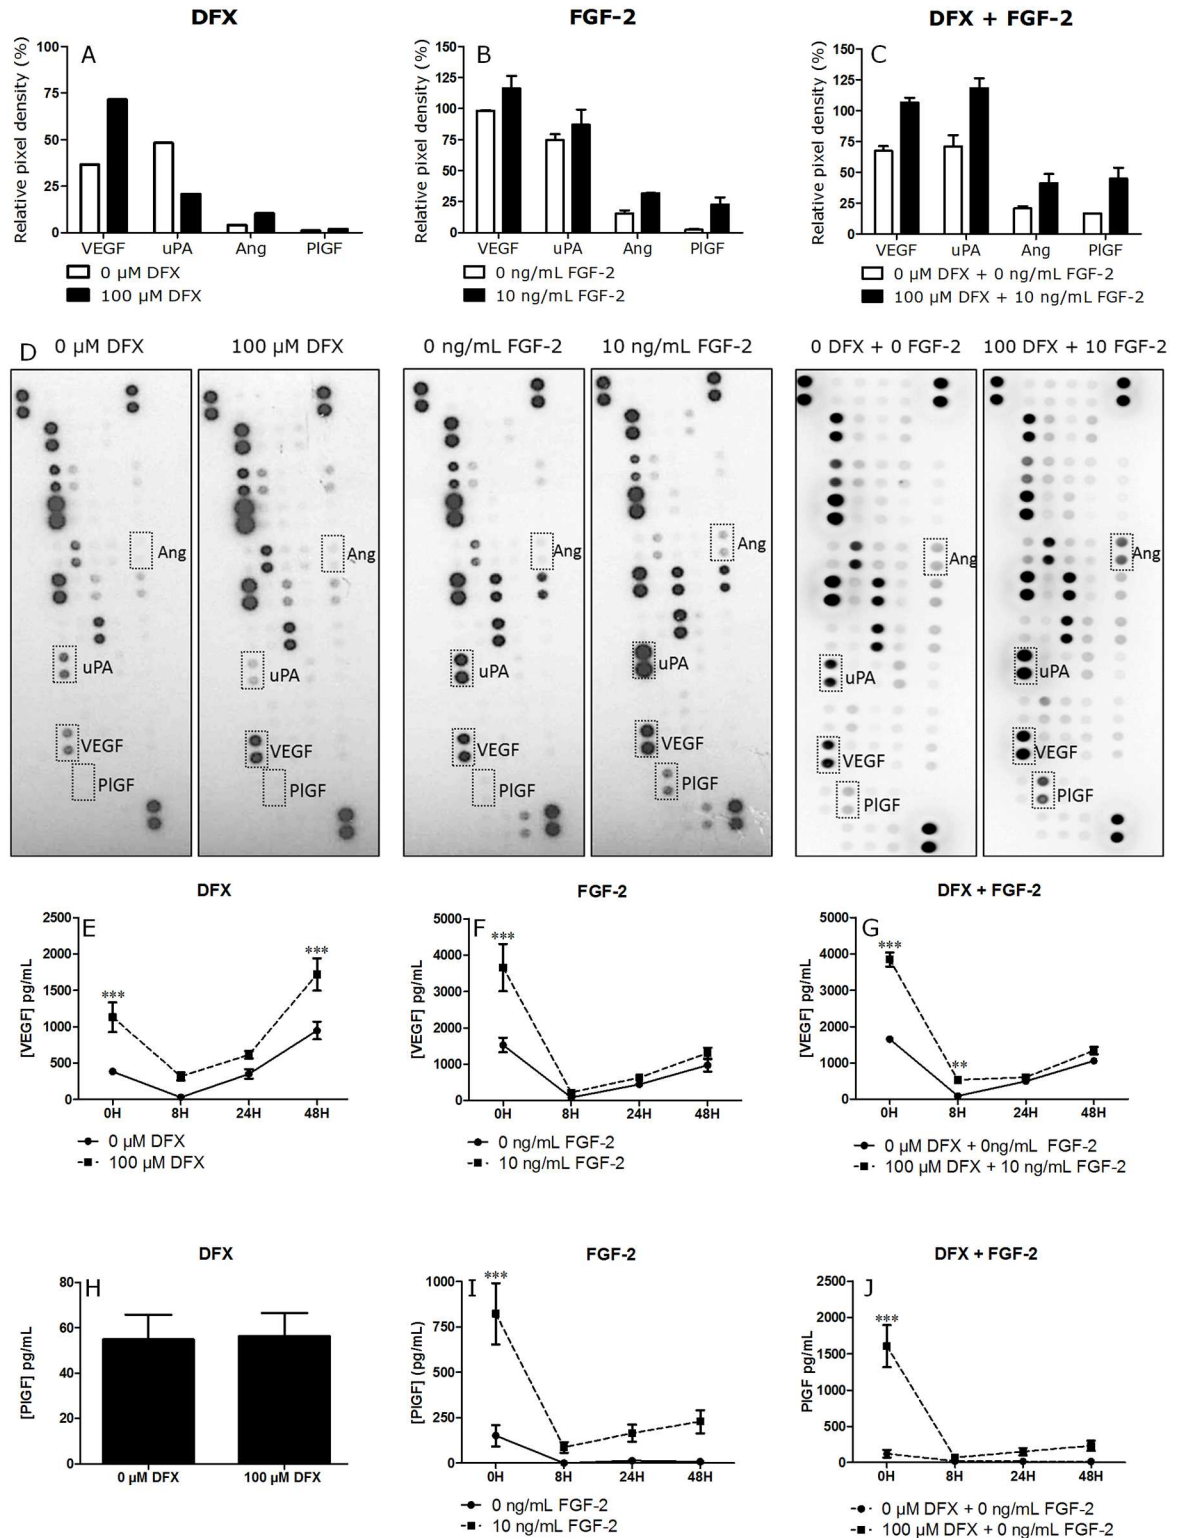 DFX
FGF-2
DFX + FGF-2
A
Relative pixel density (%)
100
75
50
25
0
VEGF uPA Ang PlGF
0 µM DFX
100 µM DFX
B
Relative pixel density (%)
150
125
100
75
50
25
0
VEGF uPA Ang PlGF
0 ng/mL FGF-2
10 ng/mL FGF-2
C
Relative pixel density (%)
150
125
100
75
50
25
0
VEGF uPA Ang PlGF
0 µM DFX + 0 ng/mL FGF-2
100 µM DFX + 10 ng/mL FGF-2
D
0 µM DFX
100 µM DFX
0 ng/mL FGF-2
10 ng/mL FGF-2
0 DFX + 0 FGF-2
100 DFX + 10 FGF-2
Ang
uPA
VEGF
PlGF
Ang
uPA
VEGF
PlGF
Ang
uPA
VEGF
PlGF
Ang
uPA
VEGF
PlGF
Ang
uPA
VEGF
PlGF
Ang
uPA
VEGF
PlGF
DFX
E
[VEGF] pg/mL
2500
2000
1500
1000
500
0
***
***
0H 8H 24H 48H
0 µM DFX
100 µM DFX
FGF-2
F
[VEGF] pg/mL
5000
4000
3000
2000
1000
0
***
0H 8H 24H 48H
0 ng/mL FGF-2
10 ng/mL FGF-2
DFX + FGF-2
G
[VEGF] pg/mL
5000
4000
3000
2000
1000
0
***
**
0H 8H 24H 48H
0 µM DFX + 0ng/mL FGF-2
100 µM DFX + 10 ng/mL FGF-2
DFX
H
[PlGF] pg/mL
80
60
40
20
0
0 µM DFX 100 µM DFX
FGF-2
I
[PlGF] (pg/mL)
1000
750
500
250
0
***
0H 8H 24H 48H
0 ng/mL FGF-2
10 ng/mL FGF-2
DFX + FGF-2
J
PlGF pg/mL
2500
2000
1500
1000
500
0
***
0H 8H 24H 48H
0 µM DFX + 0 ng/mL FGF-2
100 µM DFX + 0 ng/mL FGF-2